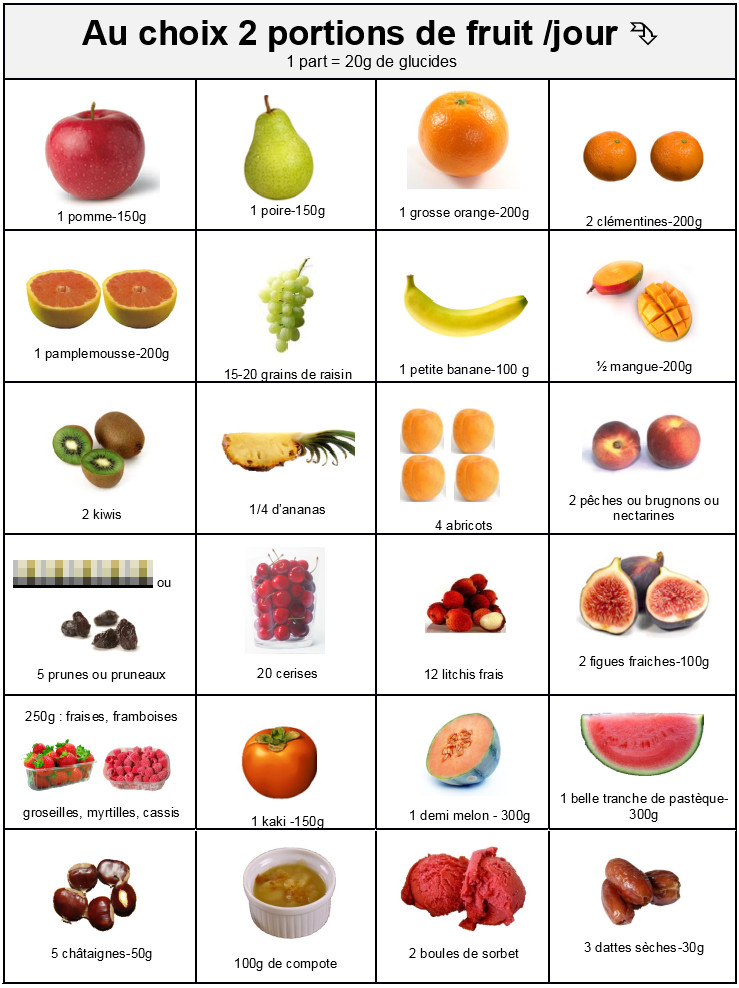 Au choix 2 portions de fruit /jour
1 part = 20g de glucides
1 pomme-150g
1 poire-150g
1 grosse orange-200g
2 clémentines-200g
1 pamplemousse-200g
15-20 grains de raisin
1 petite banane-100 g
½ mangue-200g
2 kiwis
1/4 d'ananas
4 abricots
2 pêches ou brugnons ou
nectarines
ou
5 prunes ou pruneaux
20 cerises
12 litchis frais
2 figues fraiches-100g
250g : fraises, framboises
groseilles, myrtilles, cassis
1 kaki -150g
1 demi melon - 300g
1 belle tranche de pastèque-
300g
5 châtaignes-50g
100g de compote
2 boules de sorbet
3 dattes sèches-30g